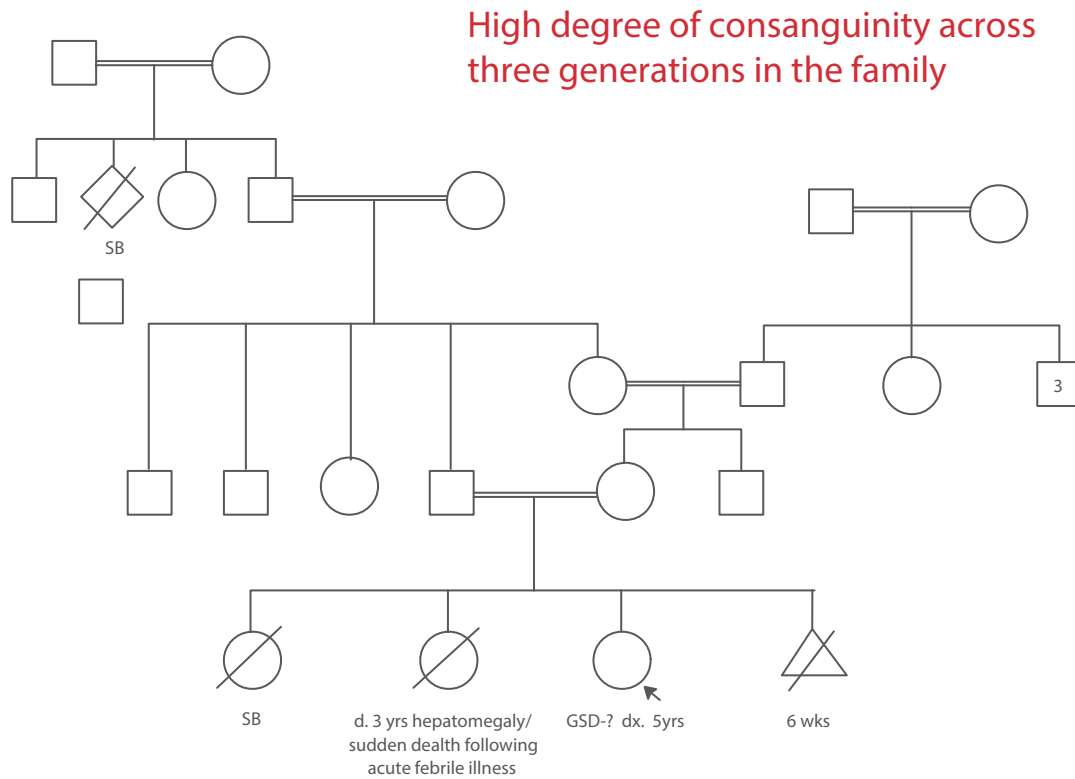 High degree of consanguinity across
three generations in the family
SB
3
SB
d. 3 yrs hepatomegaly/
sudden dealth following
acute febrile illness
GSD-? dx. 5yrs
6 wks